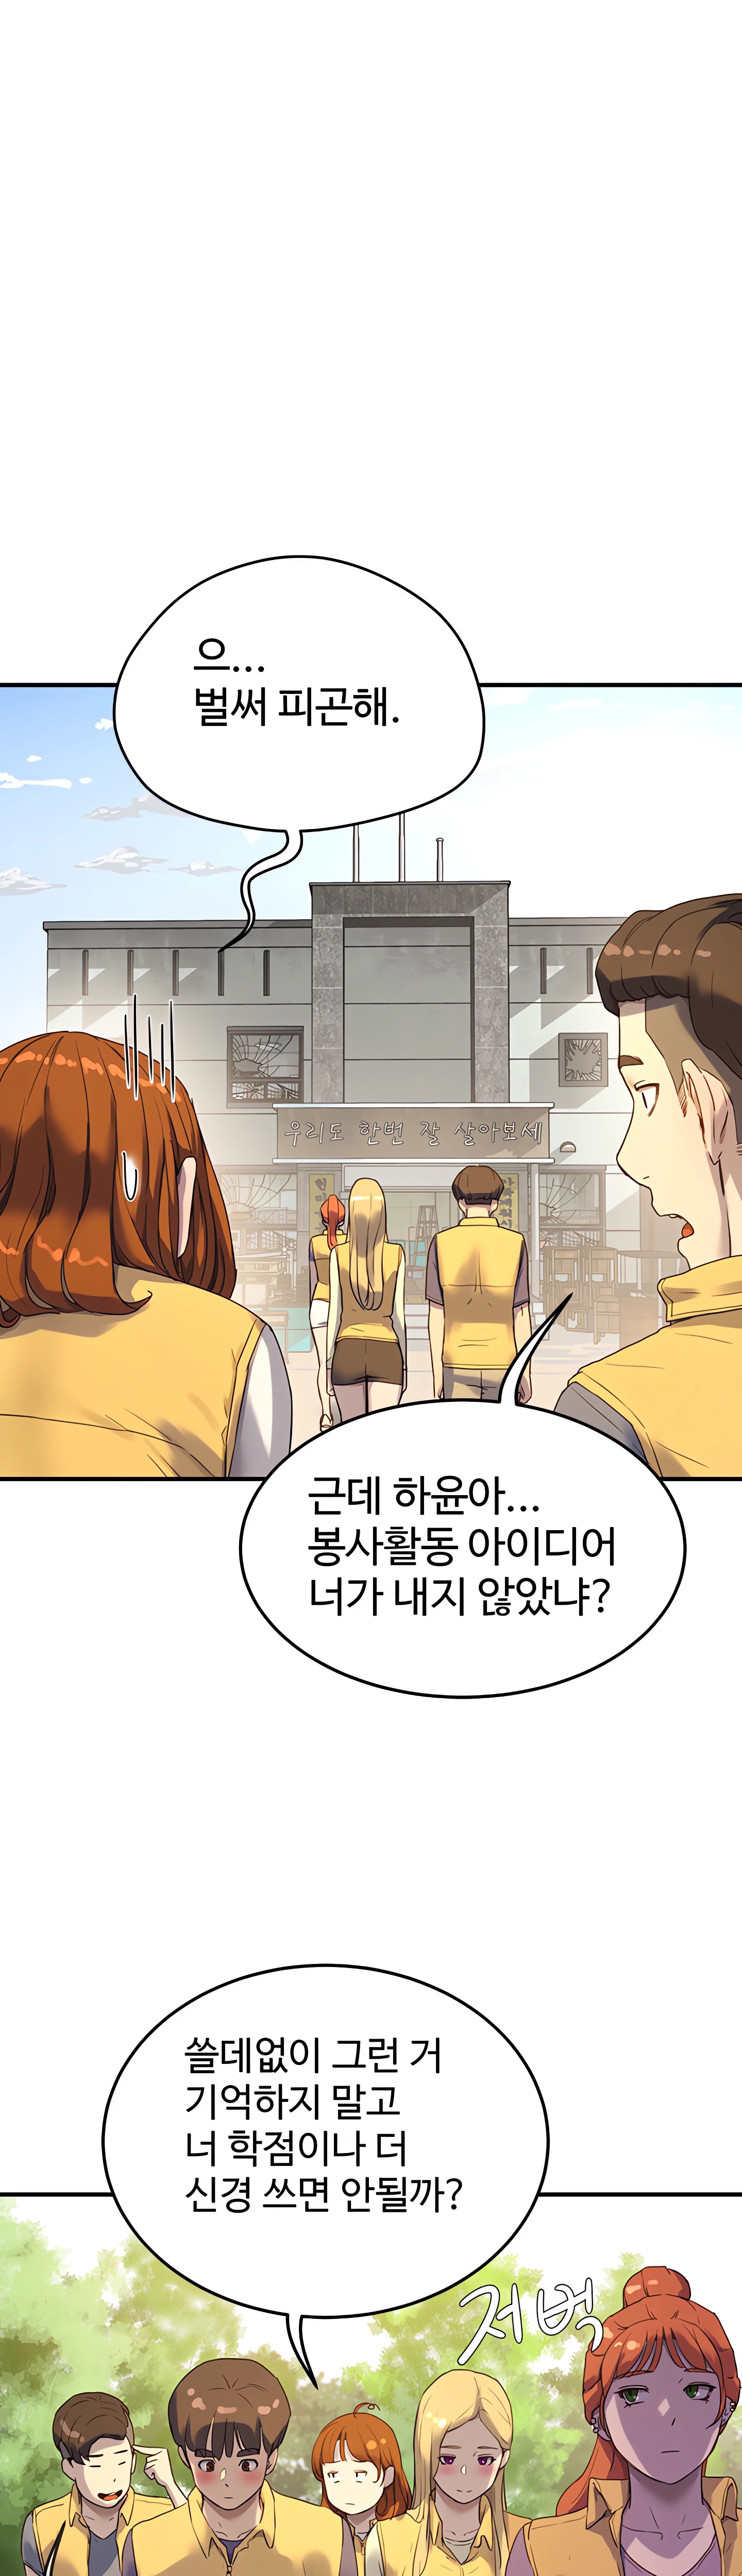 으...
벌써 피곤해.
우리도 한번 잘 살아보세
근데 하윤아...
봉사활동 아이디어
너가 내지 않았냐?
쓸데없이 그런 거
기억하지 말고
너 학점이나 더
신경 쓰면 안될까?
저벅